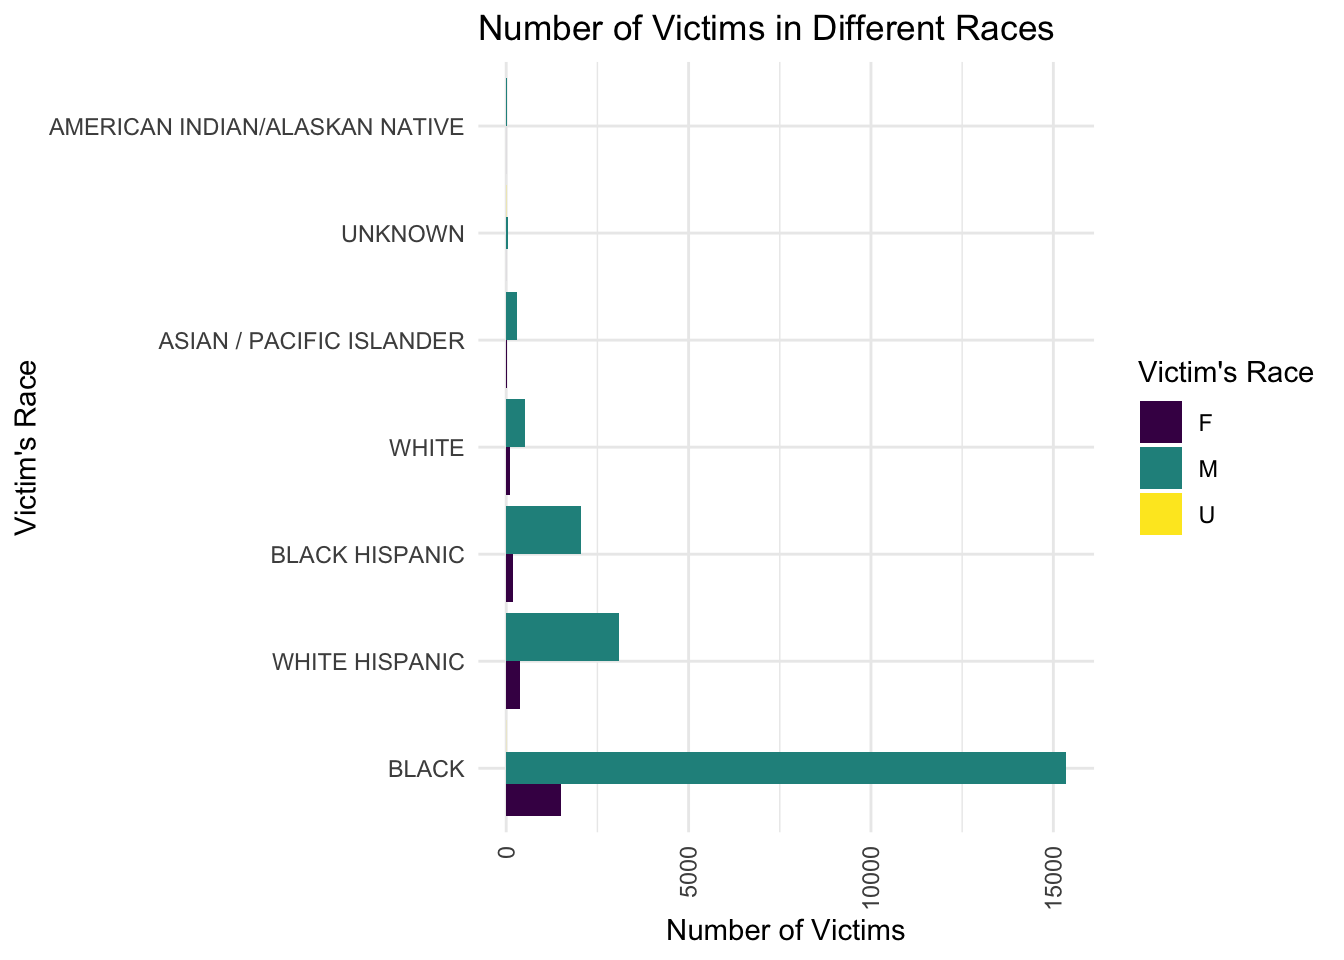 Number of Victims in Different Races
AMERICAN INDIAN/ALASKAN NATIVE
UNKNOWN
ASIAN / PACIFIC ISLANDER
WHITE
BLACK HISPANIC
WHITE HISPANIC
BLACK
Victim's Race
0
5000
10000
15000
Number of Victims
Victim's Race
F
M
U